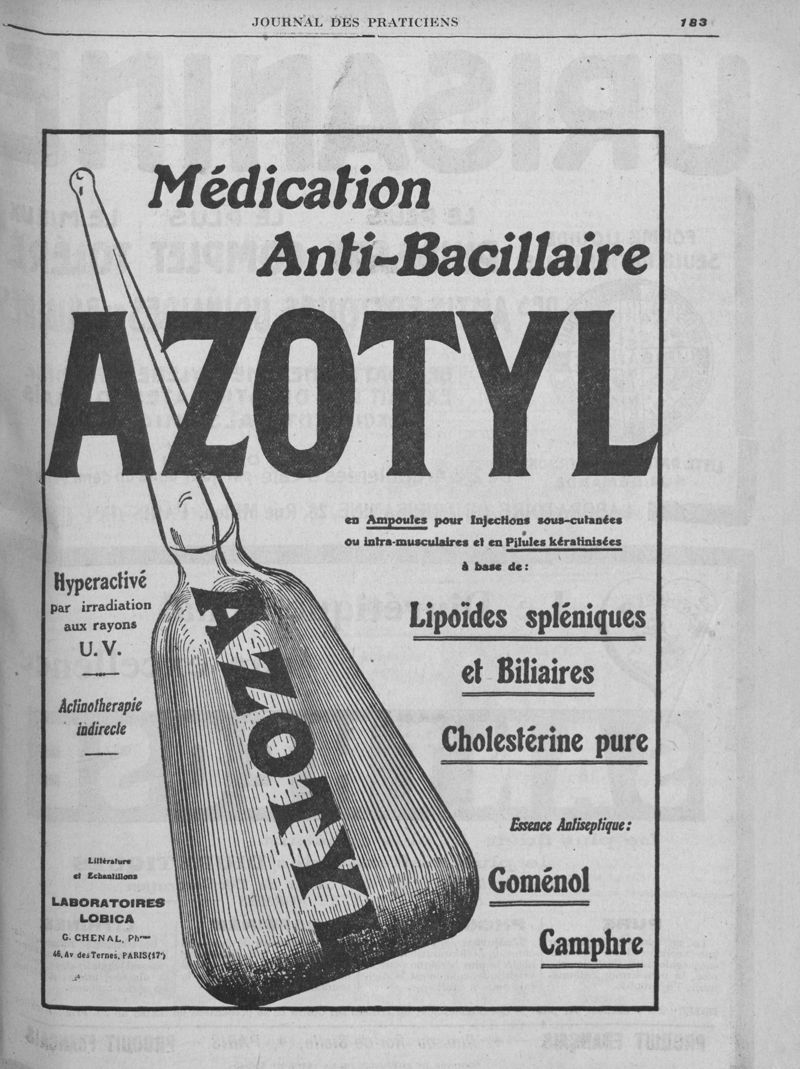 JOURNAL DES PRATICIENS
183
Médication
Anti-Bacillaire
AZOTYL
en Ampoules pour Injections sous-cutanées
ou intra-musculaires et en Pilules kératinisées
à base de:
Hyperactivé
par irradiation
aux rayons
U.V.
Actinotherapie
indirecte
Lipoïdes spléniques
et Biliaires
Cholestérine pure
AZOTYL
Essence Antiseptique:
Goménol
Camphre
Littérature
et Echantillons
LABORATOIRES
LOBICA
G. CHENAL, Phᶜⁱᵉⁿ
46, Av des Ternes, PARIS (17ᵉ)